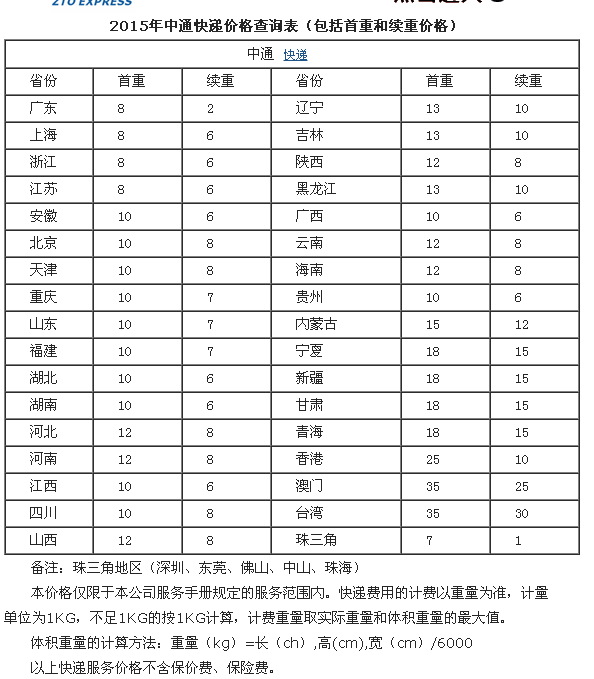 ZTO EXPRESS
2015年中通快递价格查询表（包括首重和续重价格）
中通 快递
省份 首重 续重 省份 首重 续重
广东 8 2 辽宁 13 10
上海 8 6 吉林 13 10
浙江 8 6 陕西 12 8
江苏 8 6 黑龙江 13 10
安徽 10 6 广西 10 6
北京 10 8 云南 12 8
天津 10 8 海南 12 8
重庆 10 7 贵州 10 6
山东 10 7 内蒙古 15 12
福建 10 7 宁夏 18 15
湖北 10 6 新疆 18 15
湖南 10 6 甘肃 18 15
河北 12 8 青海 18 15
河南 12 8 香港 25 10
江西 10 6 澳门 35 25
四川 10 8 台湾 35 30
山西 12 8 珠三角 7 1
备注：珠三角地区（深圳、东莞、佛山、中山、珠海）
本价格仅限于本公司服务手册规定的服务范围内。快递费用的计费以重量为准，计量
单位为1KG，不足1KG的按1KG计算，计费重量取实际重量和体积重量的最大值。
体积重量的计算方法：重量（kg）=长（ch）,高(cm),宽（cm）/6000
以上快递服务价格不含保价费、保险费。